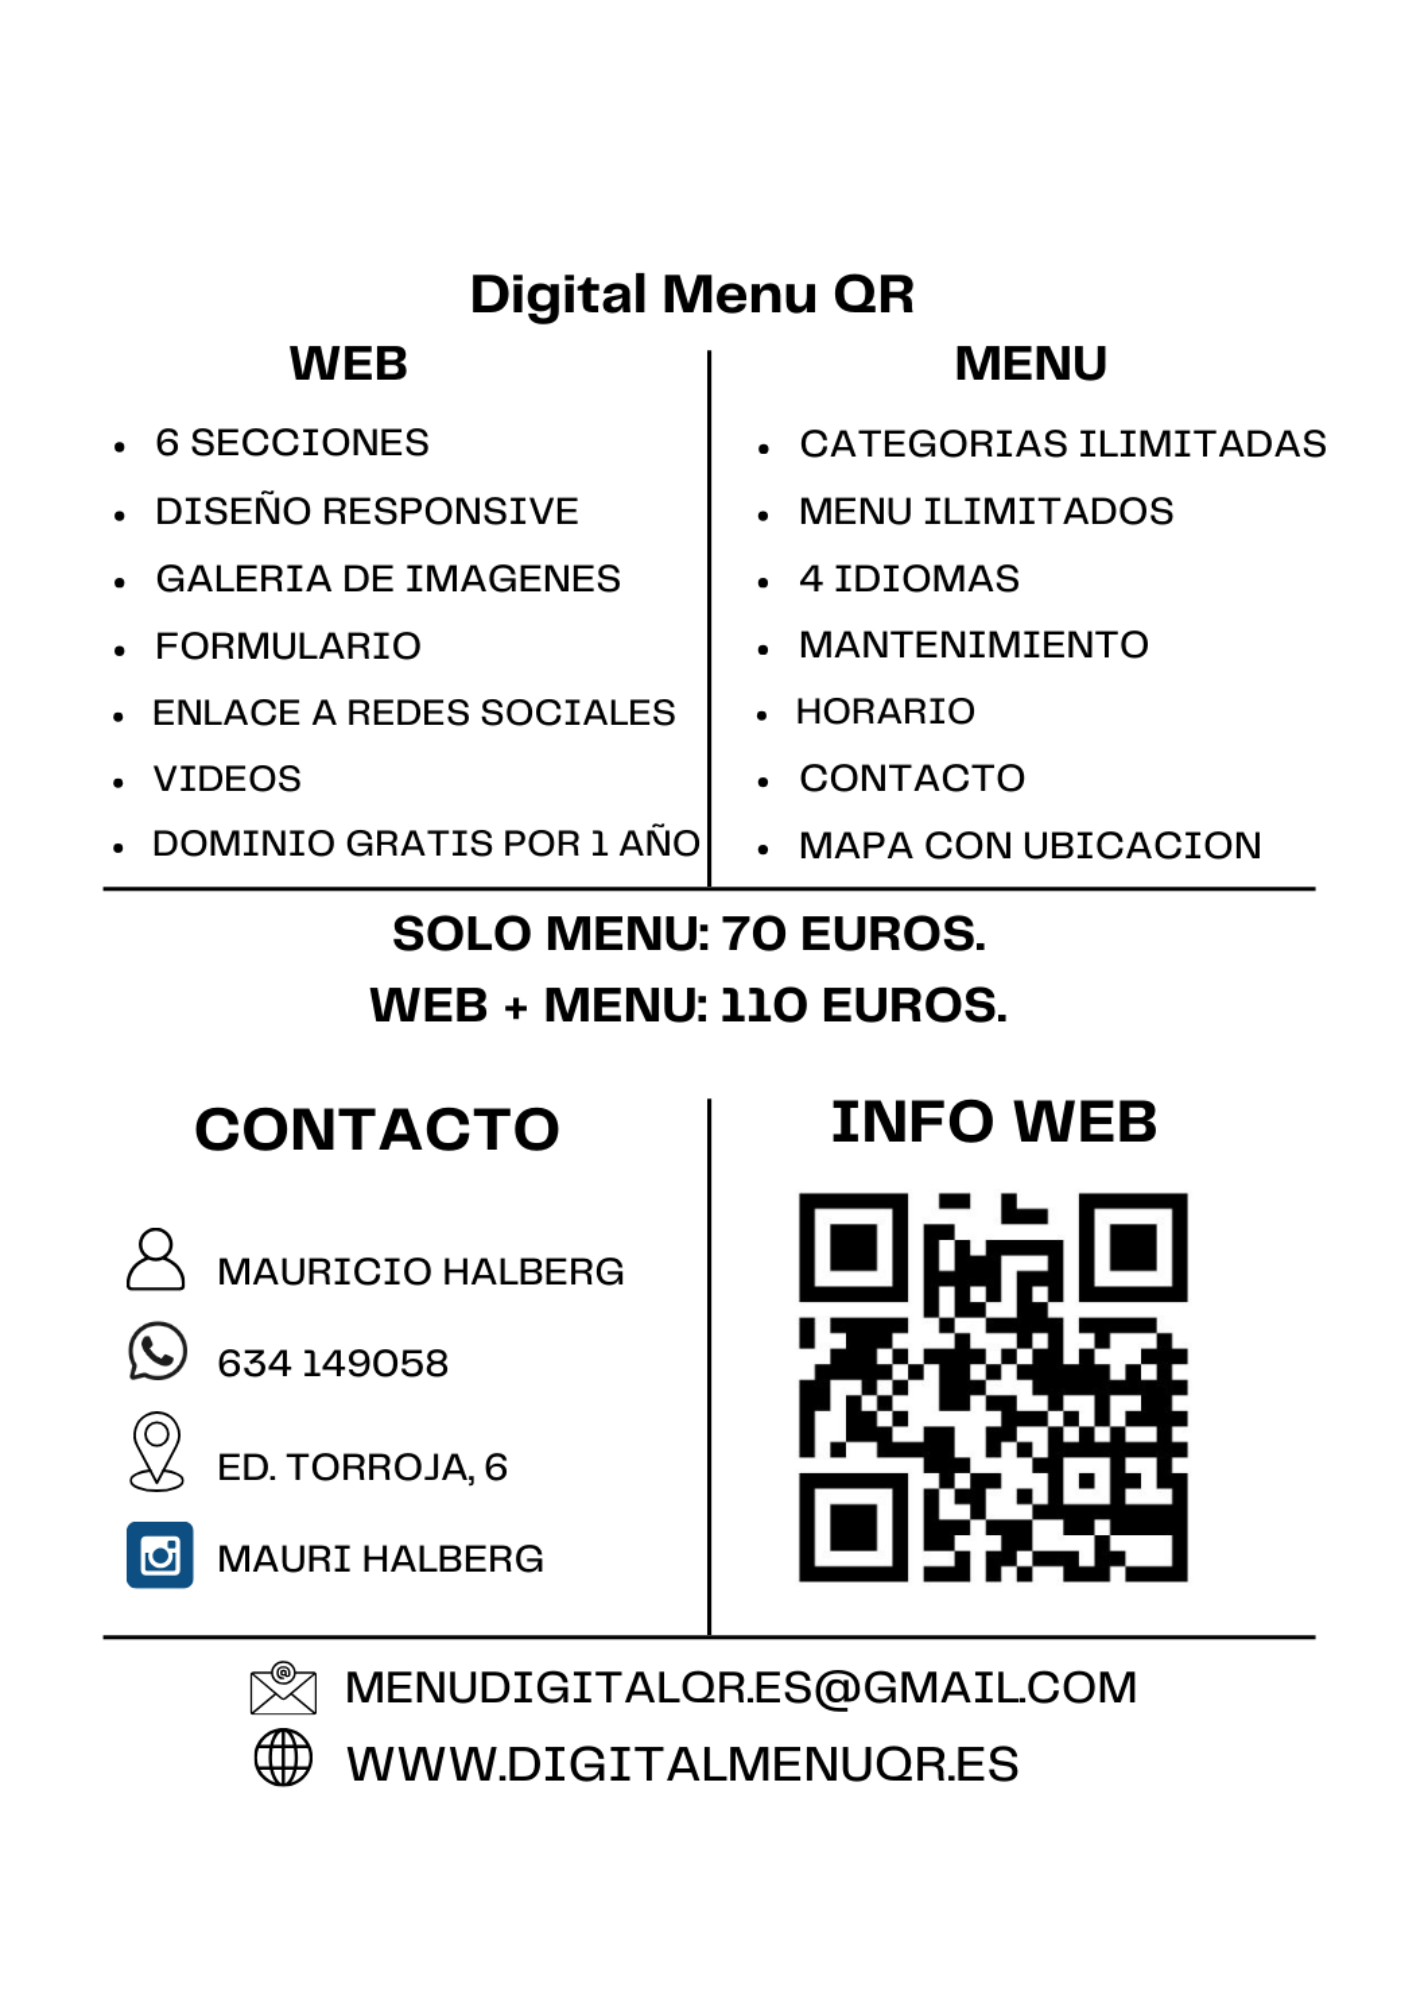 Digital Menu QR
WEB
6 SECCIONES
DISEÑO RESPONSIVE
GALERIA DE IMAGENES
FORMULARIO
ENLACE A REDES SOCIALES
VIDEOS
DOMINIO GRATIS POR 1 AÑO
MENU
CATEGORIAS ILIMITADAS
MENU ILIMITADOS
4 IDIOMAS
MANTENIMIENTO
HORARIO
CONTACTO
MAPA CON UBICACION
SOLO MENU: 70 EUROS.
WEB + MENU: 110 EUROS.
CONTACTO
MAURICIO HALBERG
634 149058
ED. TORROJA, 6
MAURI HALBERG
INFO WEB
MENUDIGITALQR.ES@GMAIL.COM
WWW.DIGITALMENUQR.ES